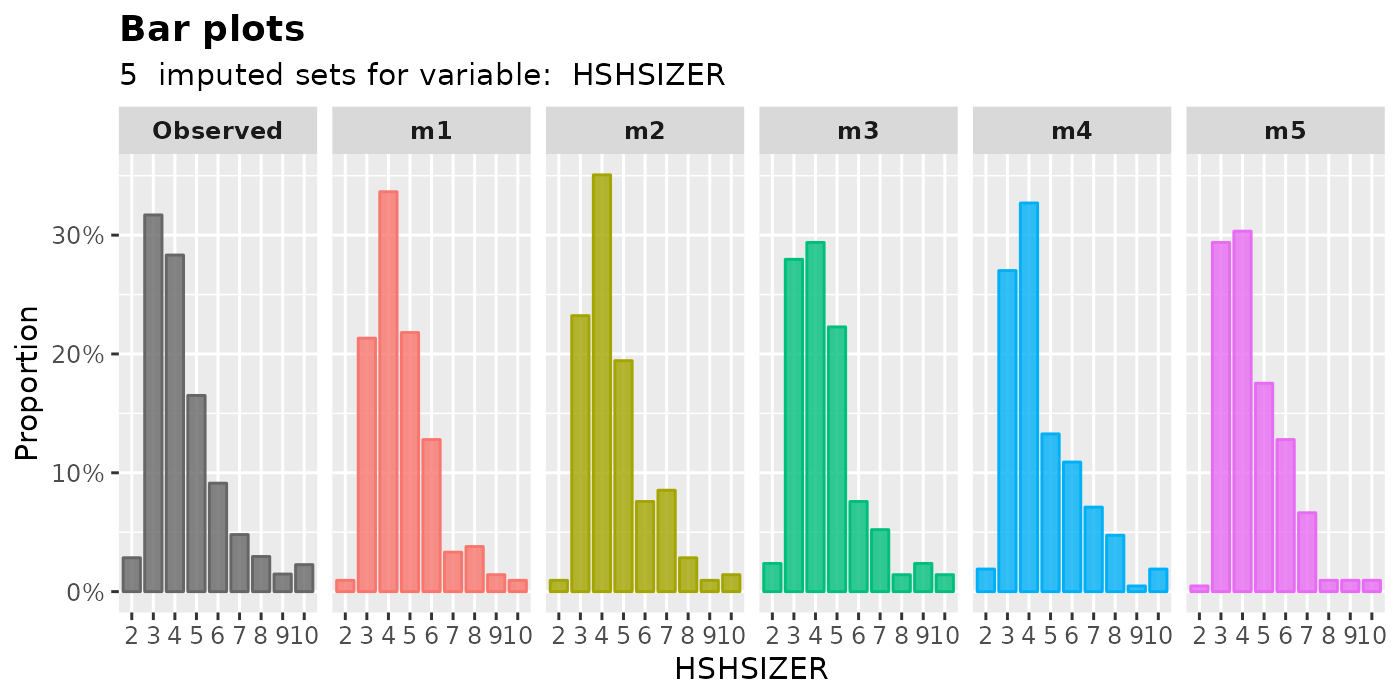 Bar plots
5  imputed sets for variable:  HSHSIZER
Observed m1 m2 m3 m4 m5
30%
20%
10%
0%
Proportion
2 3 4 5 6 7 8 9 10 2 3 4 5 6 7 8 9 10 2 3 4 5 6 7 8 9 10 2 3 4 5 6 7 8 9 10 2 3 4 5 6 7 8 9 10 2 3 4 5 6 7 8 9 10
HSHSIZER